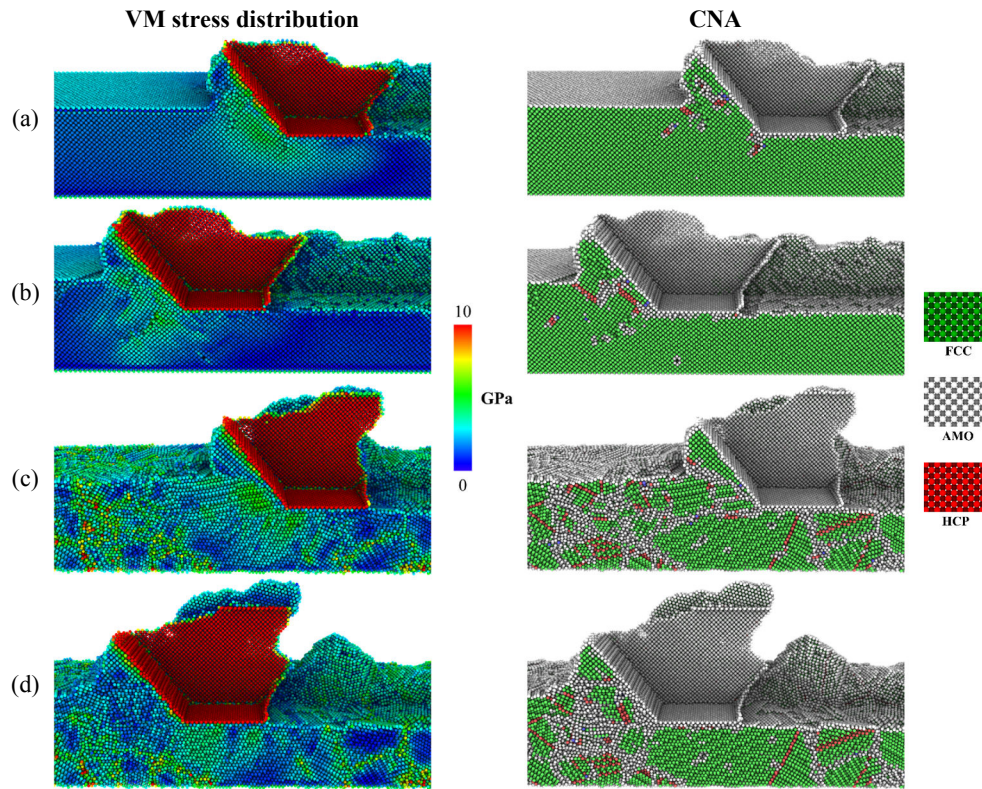 VM stress distribution
CNA
(a)
(b)
10
GPa
0
FCC
AMO
HCP
(c)
(d)